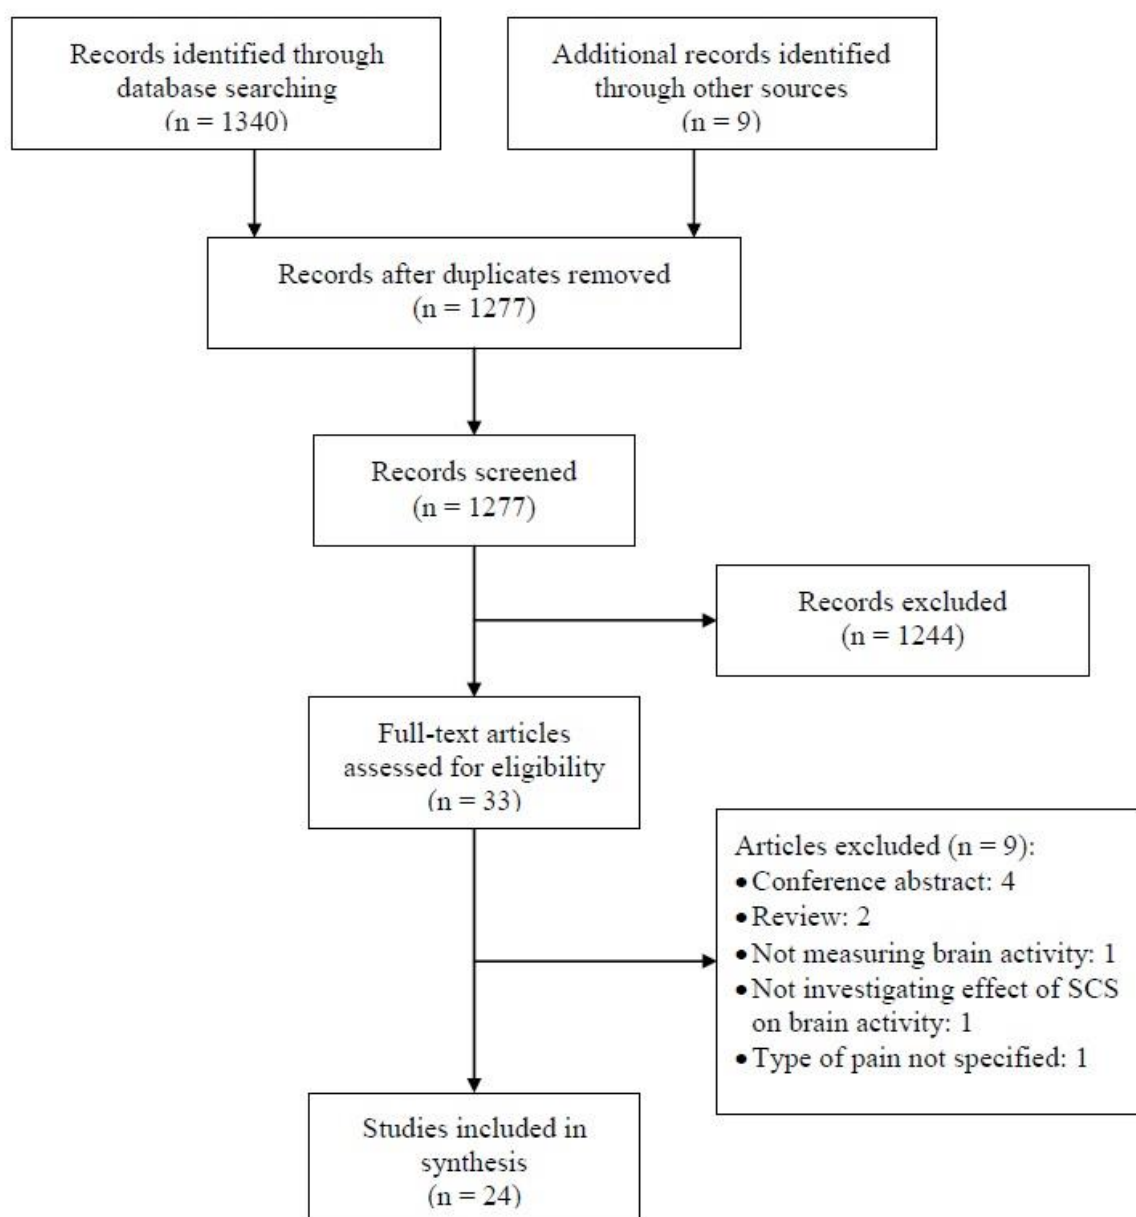 Records identified through
database searching
(n = 1340)
Additional records identified
through other sources
(n = 9)
Records after duplicates removed
(n = 1277)
Records screened
(n = 1277)
Records excluded
(n = 1244)
Full-text articles
assessed for eligibility
(n = 33)
Articles excluded (n = 9):
•Conference abstract: 4
•Review: 2
•Not measuring brain activity: 1
•Not investigating effect of SCS
on brain activity: 1
•Type of pain not specified: 1
Studies included in
synthesis
(n = 24)